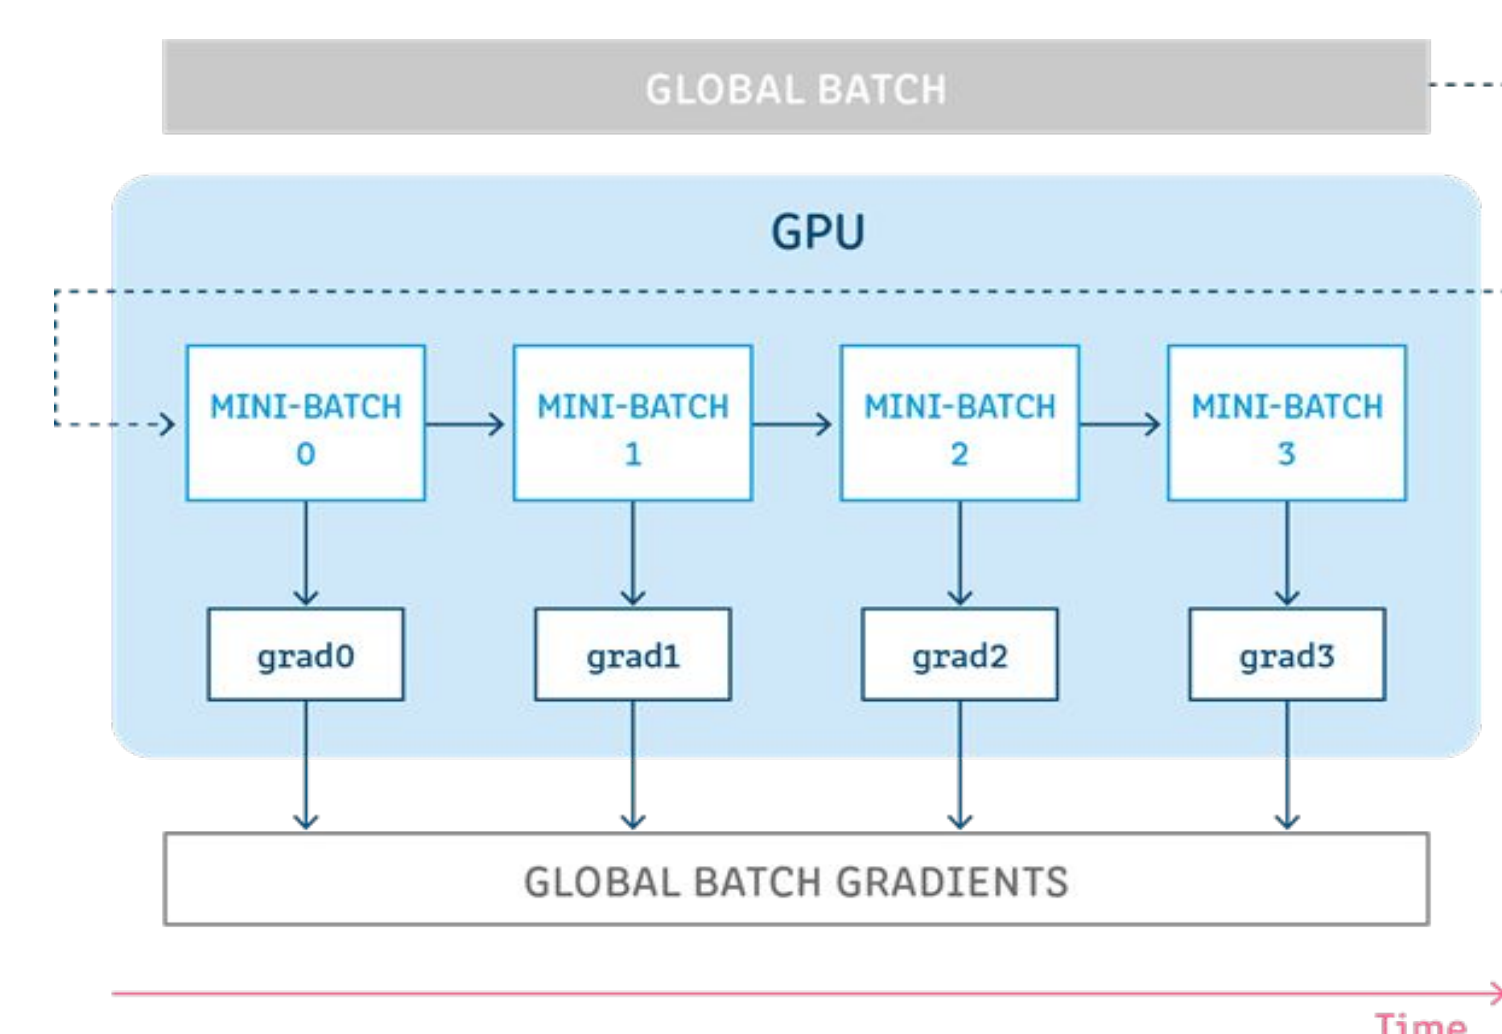 GLOBAL BATCH
GPU
MINI-BATCH
0
MINI-BATCH
1
MINI-BATCH
2
MINI-BATCH
3
grad0
grad1
grad2
grad3
GLOBAL BATCH GRADIENTS
Time